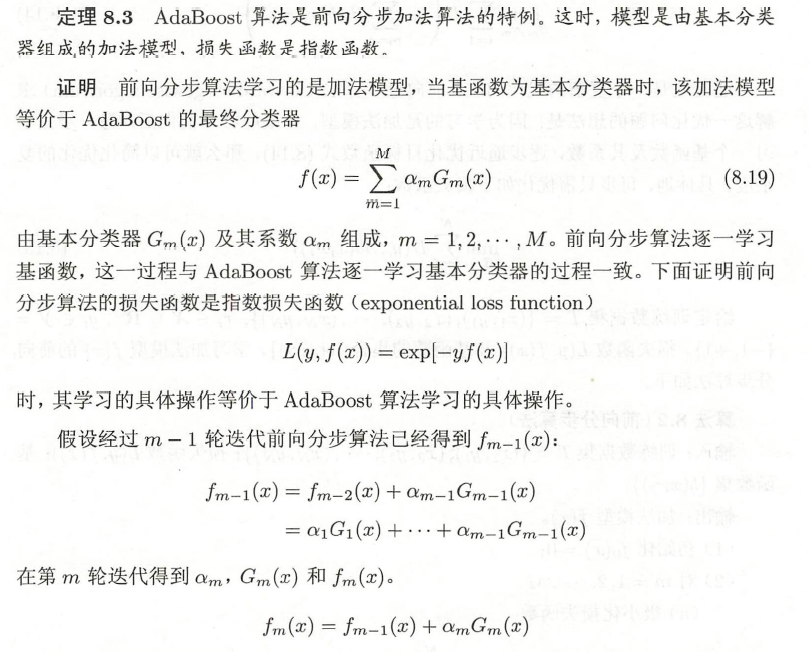 定理 8.3 AdaBoost 算法是前向分步加法算法的特例。这时,模型是由基本分类
器组成的加法模型,损失函数是指数函数。
证明 前向分步算法学习的是加法模型,当基函数为基本分类器时,该加法模型
等价于 AdaBoost 的最终分类器
f(x) = \sum_{m=1}^{M} α_m G_m(x) (8.19)
由基本分类器 G_m(x) 及其系数 α_m 组成,m = 1, 2, ⋯ , M。前向分步算法逐一学习
基函数,这一过程与 AdaBoost 算法逐一学习基本分类器的过程一致。下面证明前向
分步算法的损失函数是指数损失函数(exponential loss function)
L(y, f(x)) = exp[−yf(x)]
时,其学习的具体操作等价于 AdaBoost 算法学习的具体操作。
假设经过 m − 1 轮迭代前向分步算法已经得到 f_{m−1}(x):
f_{m−1}(x) = f_{m−2}(x) + α_{m−1}G_{m−1}(x)
= α_1G_1(x) + ⋯ + α_{m−1}G_{m−1}(x)
在第 m 轮迭代得到 α_m,G_m(x) 和 f_m(x)。
f_m(x) = f_{m−1}(x) + α_mG_m(x)